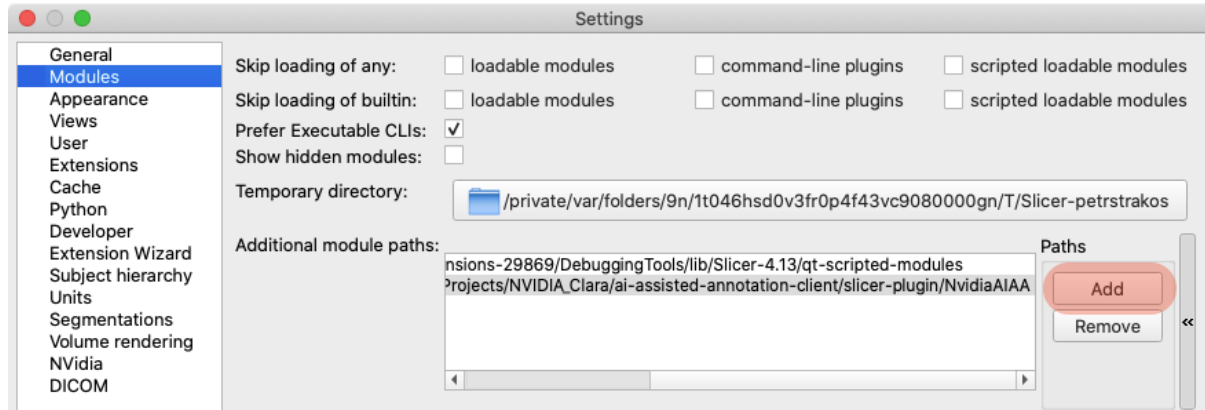 Settings
General
Modules
Appearance
Views
User
Extensions
Cache
Python
Developer
Extension Wizard
Subject hierarchy
Units
Segmentations
Volume rendering
NVidia
DICOM
Skip loading of any: loadable modules command-line plugins scripted loadable modules
Skip loading of builtin: loadable modules command-line plugins scripted loadable modules
Prefer Executable CLIs:
Show hidden modules:
Temporary directory: /private/var/folders/9n/1t046hsd0v3fr0p4f43vc9080000gn/T/Slicer-petrstrakos
Additional module paths:
nsions-29869/DebuggingTools/lib/Slicer-4.13/qt-scripted-modules
Projects/NVIDIA_Clara/ai-assisted-annotation-client/slicer-plugin/NvidiaAIAA
Paths
Add
Remove
«